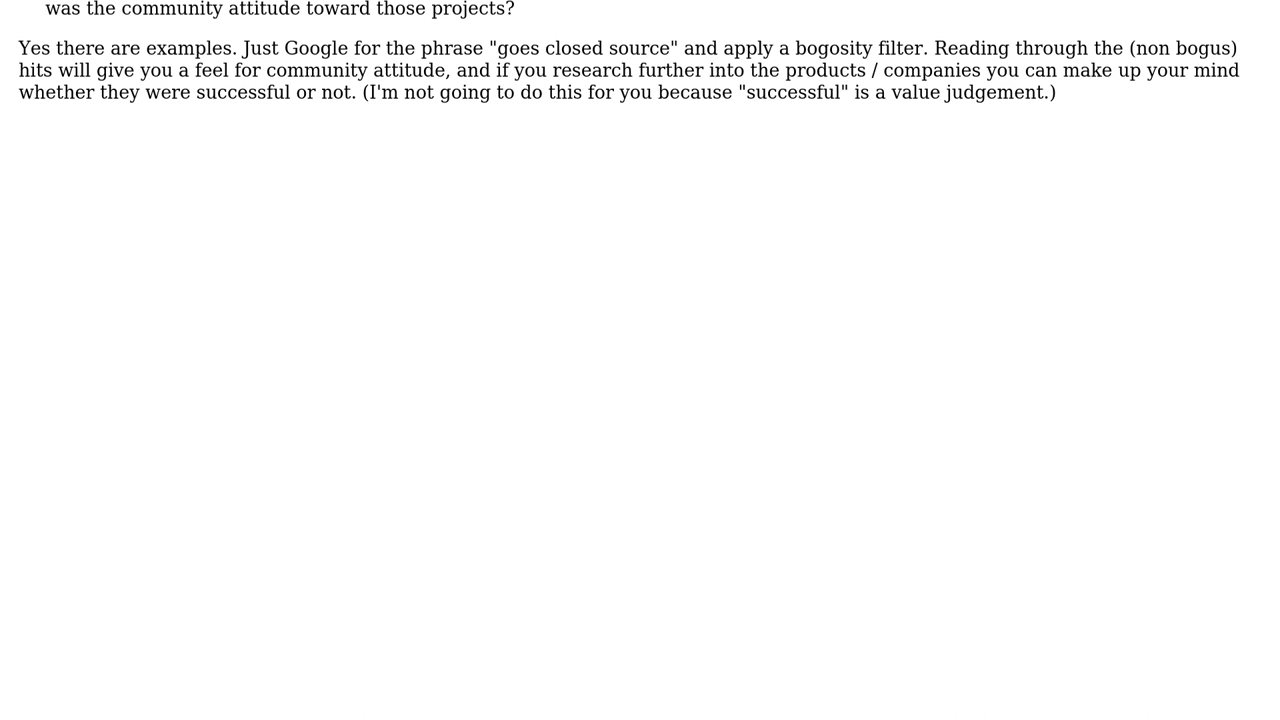 was the community attitude toward those projects?
Yes there are examples. Just Google for the phrase "goes closed source" and apply a bogosity filter. Reading through the (non bogus)
hits will give you a feel for community attitude, and if you research further into the products / companies you can make up your mind
whether they were successful or not. (I'm not going to do this for you because "successful" is a value judgement.)